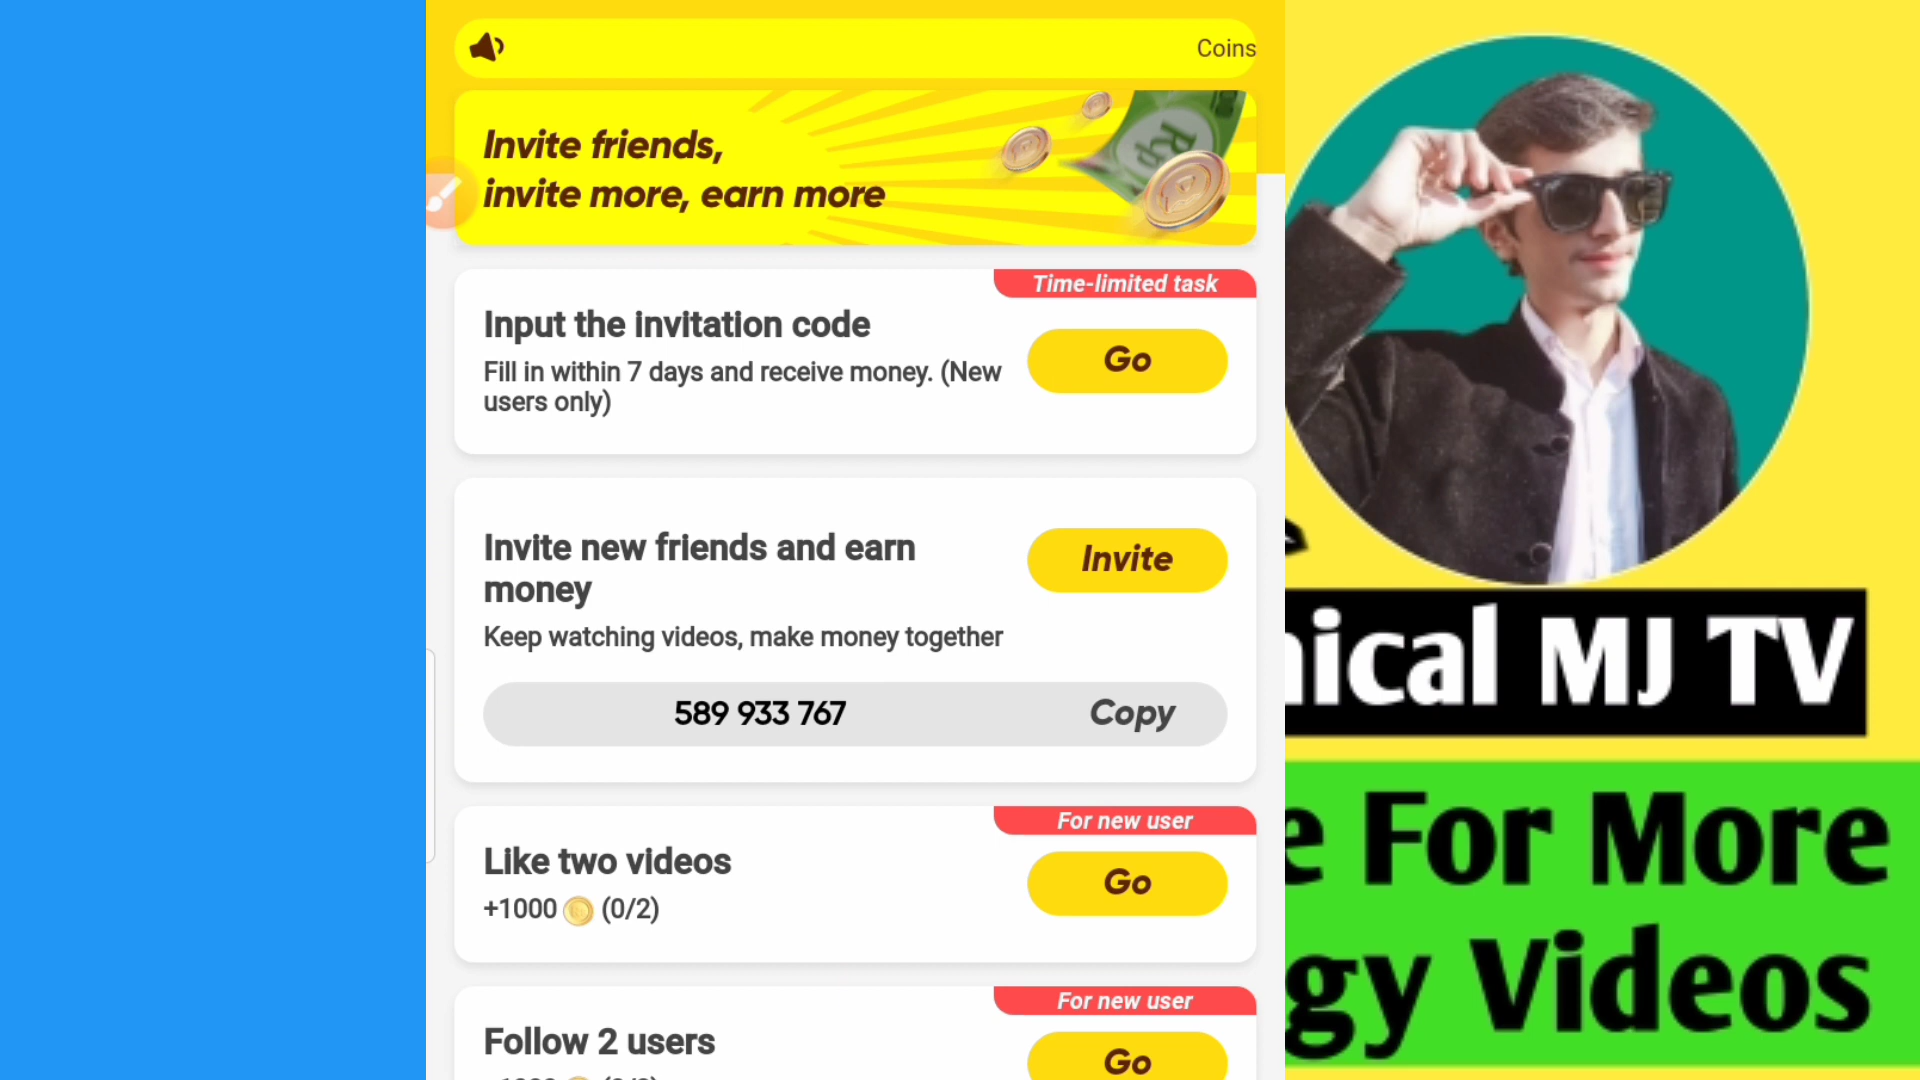 Coins
Invite friends,
invite more, earn more
Time-limited task
Input the invitation code
Go
Fill in within 7 days and receive money. (New
users only)
Invite new friends and earn
money
Invite
Keep watching videos, make money together
589 933 767
Copy
For new user
Like two videos
Go
+1000 (0/2)
For new user
Follow 2 users
Go
nical MJ TV
e For More
gy Videos